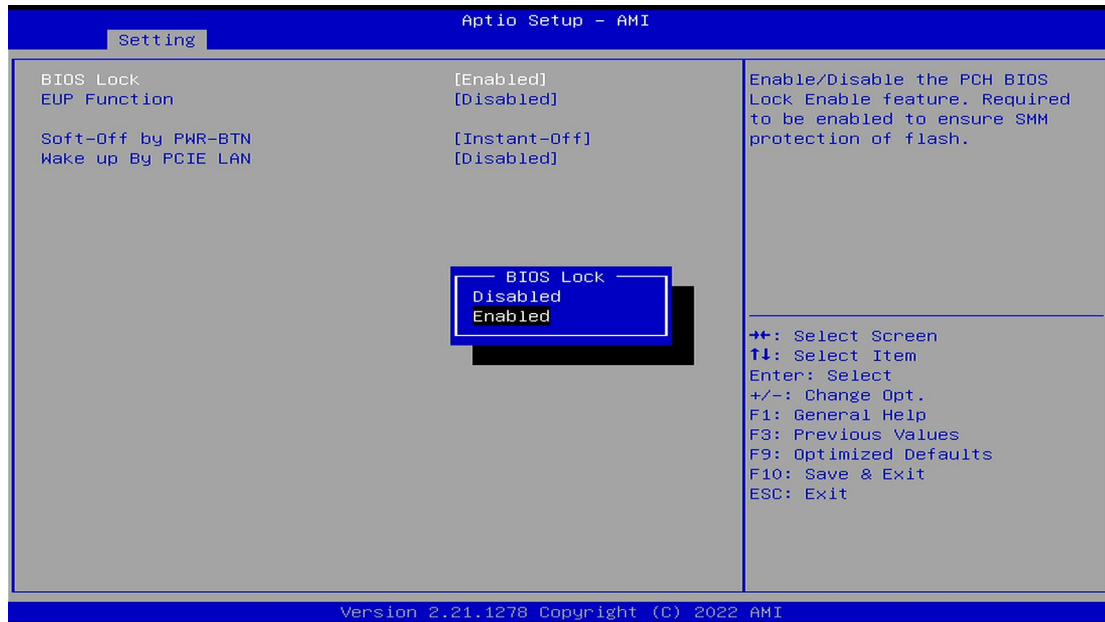 Aptio Setup - AMI
Setting
BIOS Lock [Enabled]
EUP Function [Disabled]
Soft-Off by PWR-BTN [Instant-Off]
Wake up By PCIE LAN [Disabled]
Enable/Disable the PCH BIOS
Lock Enable feature. Required
to be enabled to ensure SMM
protection of flash.
BIOS Lock
Disabled
Enabled
→←: Select Screen
↑↓: Select Item
Enter: Select
+/-: Change Opt.
F1: General Help
F3: Previous Values
F9: Optimized Defaults
F10: Save & Exit
ESC: Exit
Version 2.21.1278 Copyright (C) 2022 AMI